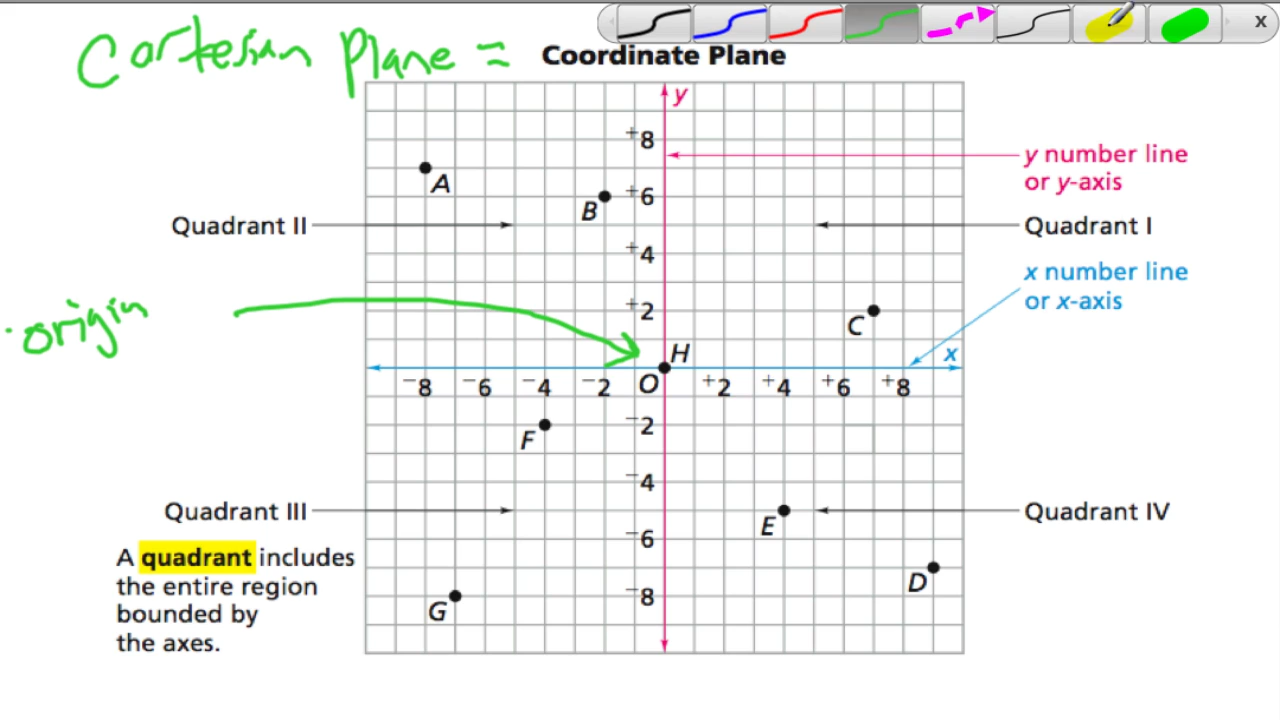 x
Cartesian Plane = Coordinate Plane
y
+8
y number line
or y-axis
A
+6
B
Quadrant II
Quadrant I
+4
x number line
or x-axis
origin
+2
C
H
x
-8 -6 -4 -2 O +2 +4 +6 +8
-2
F
-4
Quadrant III
Quadrant IV
E
-6
A quadrant includes
the entire region
bounded by
the axes.
D
-8
G